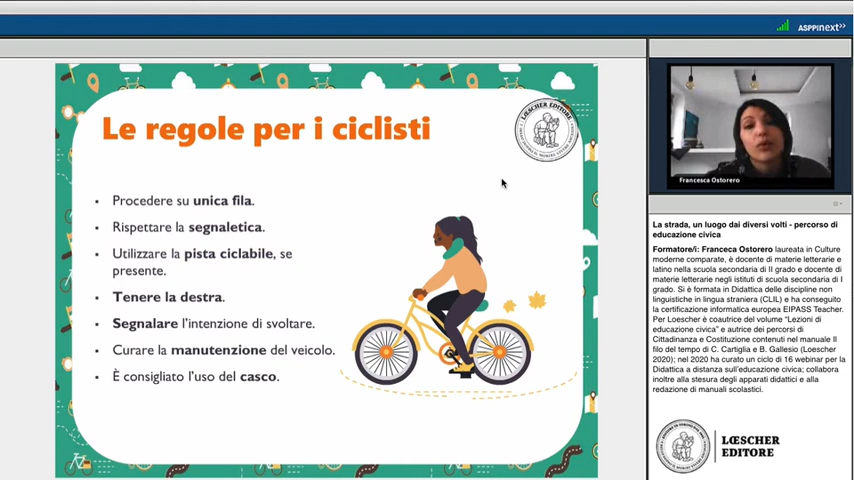 ASPPInext>>
Le regole per i ciclisti
LŒSCHER EDITORE
Procedere su unica fila.
Rispettare la segnaletica.
Utilizzare la pista ciclabile, se
presente.
Tenere la destra.
Segnalare l'intenzione di svoltare.
Curare la manutenzione del veicolo.
È consigliato l'uso del casco.
Francesca Ostorero
La strada, un luogo dai diversi volti - percorso di
educazione civica
Formatore/i: Franceca Ostorero laureata in Culture
moderne comparate, è docente di materie letterarie e
latino nella scuola secondaria di II grado e docente di
materie letterarie negli istituti di scuola secondaria di I
grado. Si è formata in Didattica delle discipline non
linguistiche in lingua straniera (CLIL) e ha conseguito
la certificazione informatica europea EIPASS Teacher.
Per Loescher è coautrice del volume "Lezioni di
educazione civica" e autrice dei percorsi di
Cittadinanza e Costituzione contenuti nel manuale Il
filo del tempo di C. Cartiglia e B. Gallesio (Loescher
2020); nel 2020 ha curato un ciclo di 16 webinar per la
Didattica a distanza sull'educazione civica; collabora
inoltre alla stesura degli apparati didattici e alla
redazione di manuali scolastici.
LŒSCHER
EDITORE